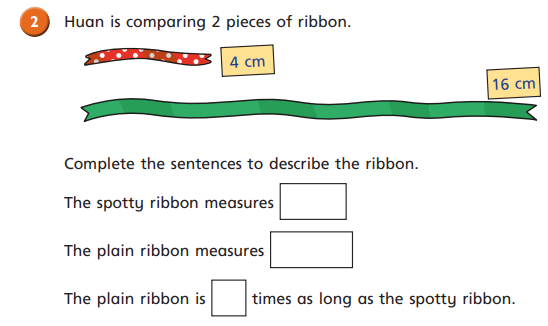 2 Huan is comparing 2 pieces of ribbon.
4 cm
16 cm
Complete the sentences to describe the ribbon.
The spotty ribbon measures
The plain ribbon measures
The plain ribbon is times as long as the spotty ribbon.